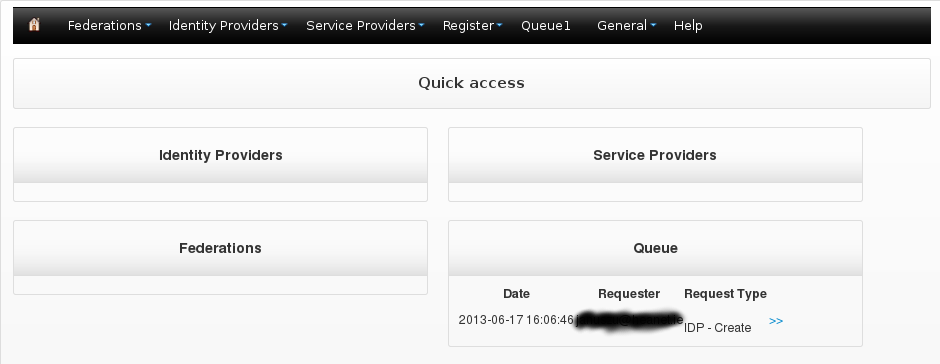 Federations Identity Providers Service Providers Register Queue1 General Help
Quick access
Identity Providers
Service Providers
Federations
Queue
Date Requester Request Type
2013-06-17 16:06:46 IDP - Create >>